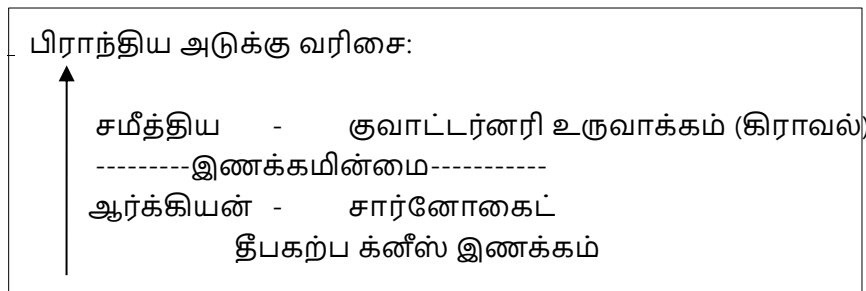 பிராந்திய அடுக்கு வரிசை:
சமீத்திய - குவாட்டர்னரி உருவாக்கம் (கிராவல்)
---------இணக்கமின்மை-----------
ஆர்க்கியன் - சார்னோகைட்
தீபகற்ப க்னீஸ் இணக்கம்